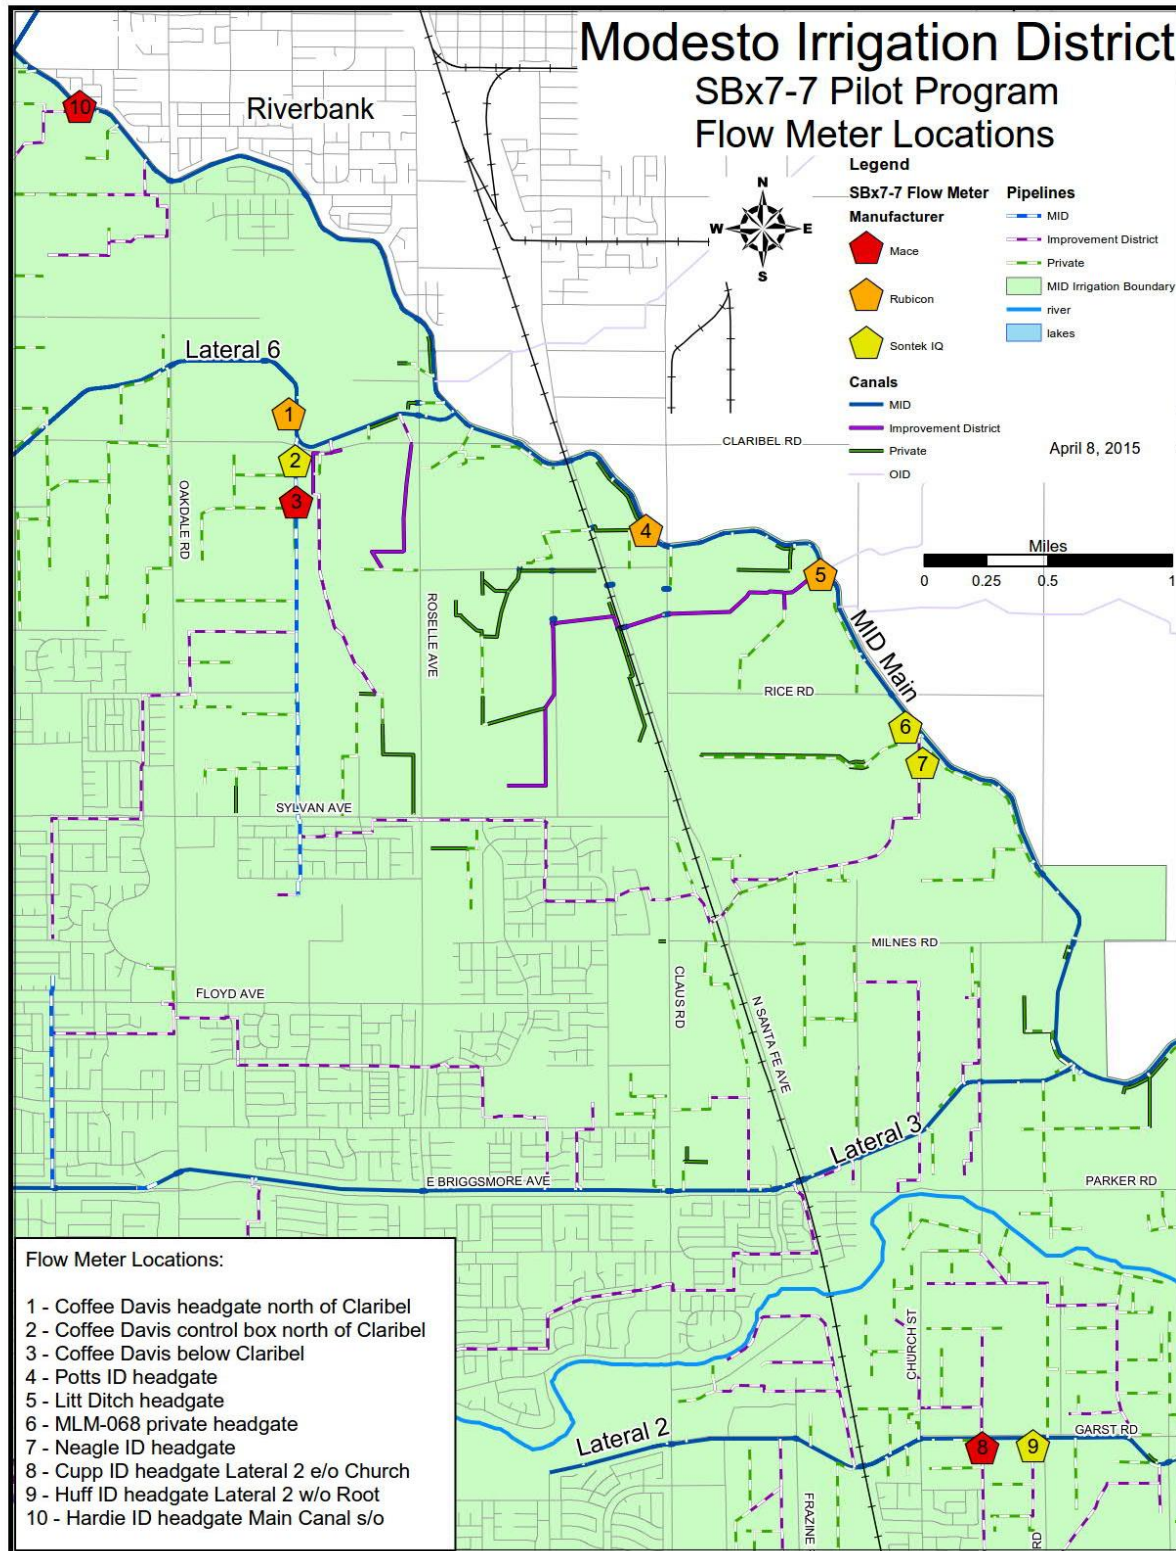 Modesto Irrigation District
SBx7-7 Pilot Program
Flow Meter Locations
Riverbank
Legend
SBx7-7 Flow Meter
Manufacturer
Mace
Rubicon
Sontek IQ
Canals
MID
Improvement District
Private
OID
Pipelines
MID
Improvement District
Private
MID Irrigation Boundary
river
lakes
April 8, 2015
N
W
E
S
Miles
0
0.25
0.5
1
10
Lateral 6
1
2
3
CLARIBEL RD
OAKDALE RD
4
5
ROSELLE AVE
MID Main
RICE RD
6
7
SYLVAN AVE
MILNES RD
FLOYD AVE
CLAUS RD
N SANTA FE AVE
Lateral 3
E BRIGGSMORE AVE
PARKER RD
CHURCH ST
Lateral 2
GARST RD
8
9
FRAZINE
RD
Flow Meter Locations:
1 - Coffee Davis headgate north of Claribel
2 - Coffee Davis control box north of Claribel
3 - Coffee Davis below Claribel
4 - Potts ID headgate
5 - Litt Ditch headgate
6 - MLM-068 private headgate
7 - Neagle ID headgate
8 - Cupp ID headgate Lateral 2 e/o Church
9 - Huff ID headgate Lateral 2 w/o Root
10 - Hardie ID headgate Main Canal s/o